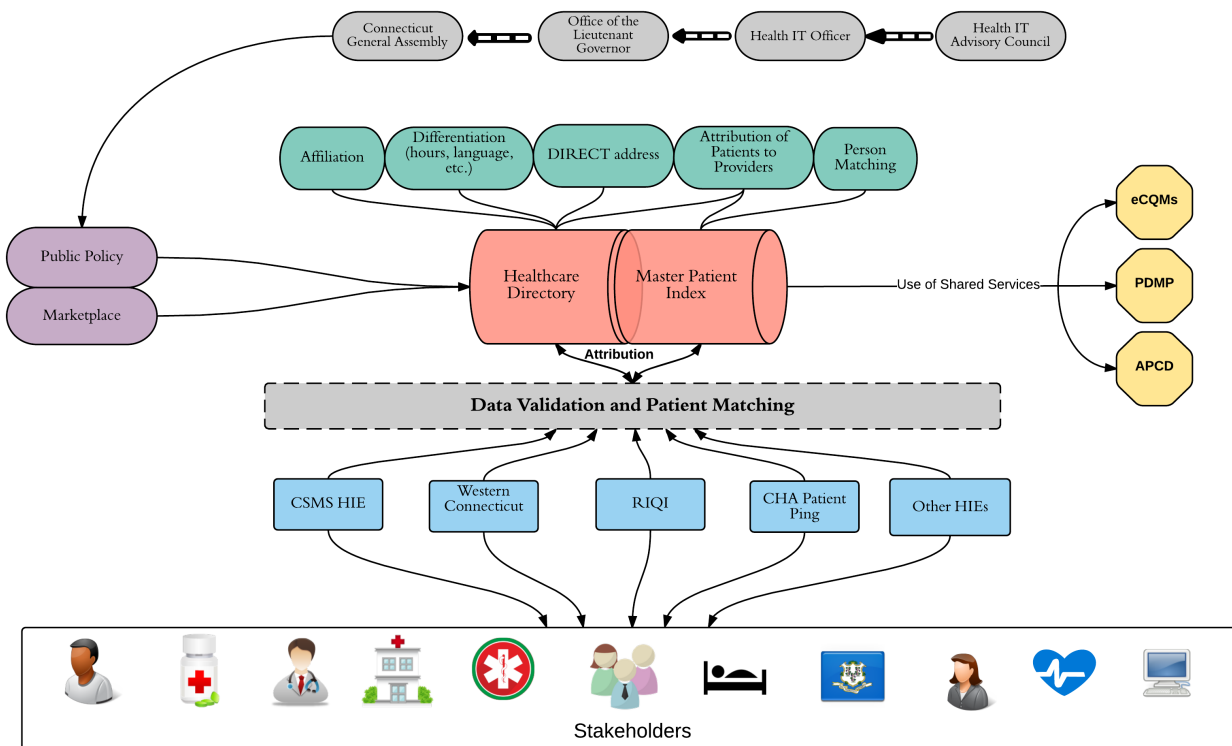 Connecticut
General Assembly
Office of the
Lieutenant
Governor
Health IT Officer
Health IT
Advisory Council
Affiliation
Differentiation
(hours, language,
etc.)
DIRECT address
Attribution of
Patients to
Providers
Person
Matching
Public Policy
Marketplace
Healthcare
Directory
Master Patient
Index
Use of Shared Services
eCQMs
PDMP
APCD
Attribution
Data Validation and Patient Matching
CSMS HIE
Western
Connecticut
RIQI
CHA Patient
Ping
Other HIEs
Stakeholders